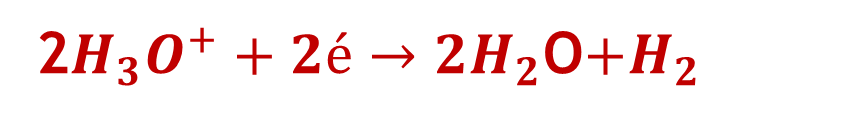 2H₃O⁺ + 2é → 2H₂O+H₂